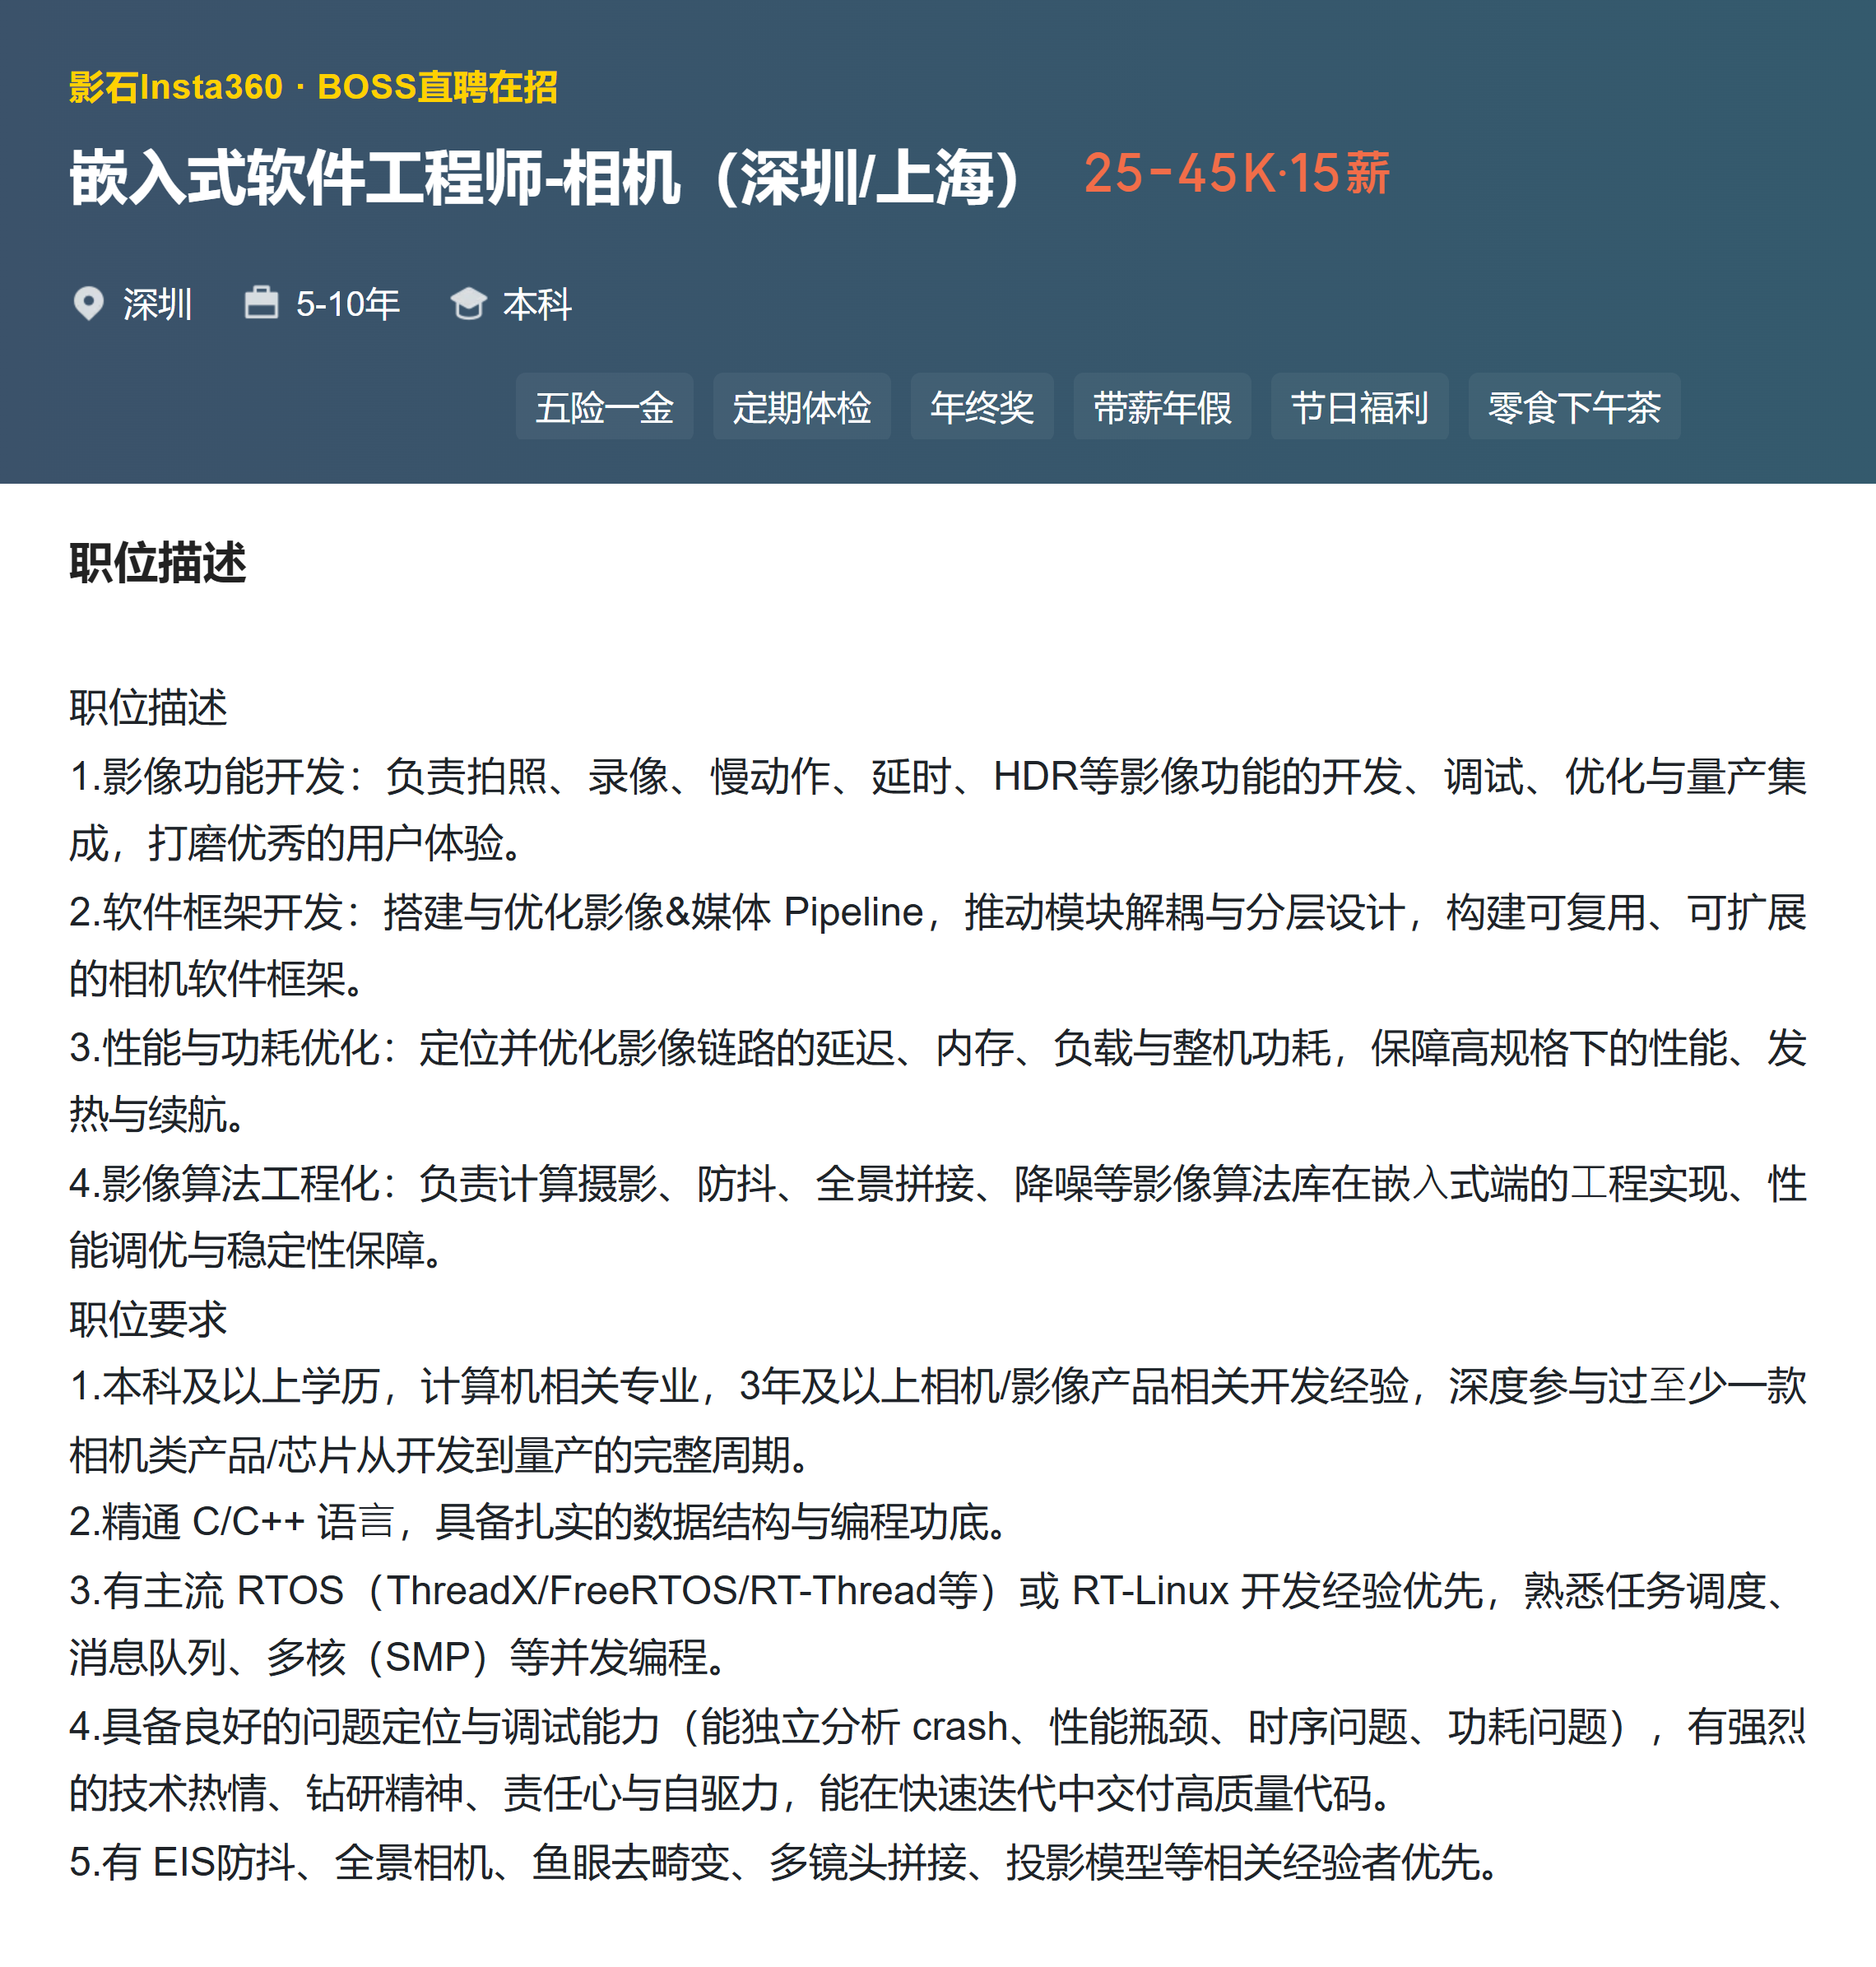 影石Insta360 · BOSS直聘在招
嵌入式软件工程师-相机（深圳/上海） 25-45K·15薪
深圳 5-10年 本科
五险一金 定期体检 年终奖 带薪年假 节日福利 零食下午茶
职位描述
职位描述
1.影像功能开发：负责拍照、录像、慢动作、延时、HDR等影像功能的开发、调试、优化与量产集
成，打磨优秀的用户体验。
2.软件框架开发：搭建与优化影像&媒体 Pipeline，推动模块解耦与分层设计，构建可复用、可扩展
的相机软件框架。
3.性能与功耗优化：定位并优化影像链路的延迟、内存、负载与整机功耗，保障高规格下的性能、发
热与续航。
4.影像算法工程化：负责计算摄影、防抖、全景拼接、降噪等影像算法库在嵌⼊式端的⼯程实现、性
能调优与稳定性保障。
职位要求
1.本科及以上学历，计算机相关专业，3年及以上相机/影像产品相关开发经验，深度参与过⾄少一款
相机类产品/芯片从开发到量产的完整周期。
2.精通 C/C++ 语⾔，具备扎实的数据结构与编程功底。
3.有主流 RTOS（ThreadX/FreeRTOS/RT-Thread等）或 RT-Linux 开发经验优先，熟悉任务调度、
消息队列、多核（SMP）等并发编程。
4.具备良好的问题定位与调试能力（能独立分析 crash、性能瓶颈、时序问题、功耗问题），有强烈
的技术热情、钻研精神、责任心与自驱力，能在快速迭代中交付高质量代码。
5.有 EIS防抖、全景相机、鱼眼去畸变、多镜头拼接、投影模型等相关经验者优先。